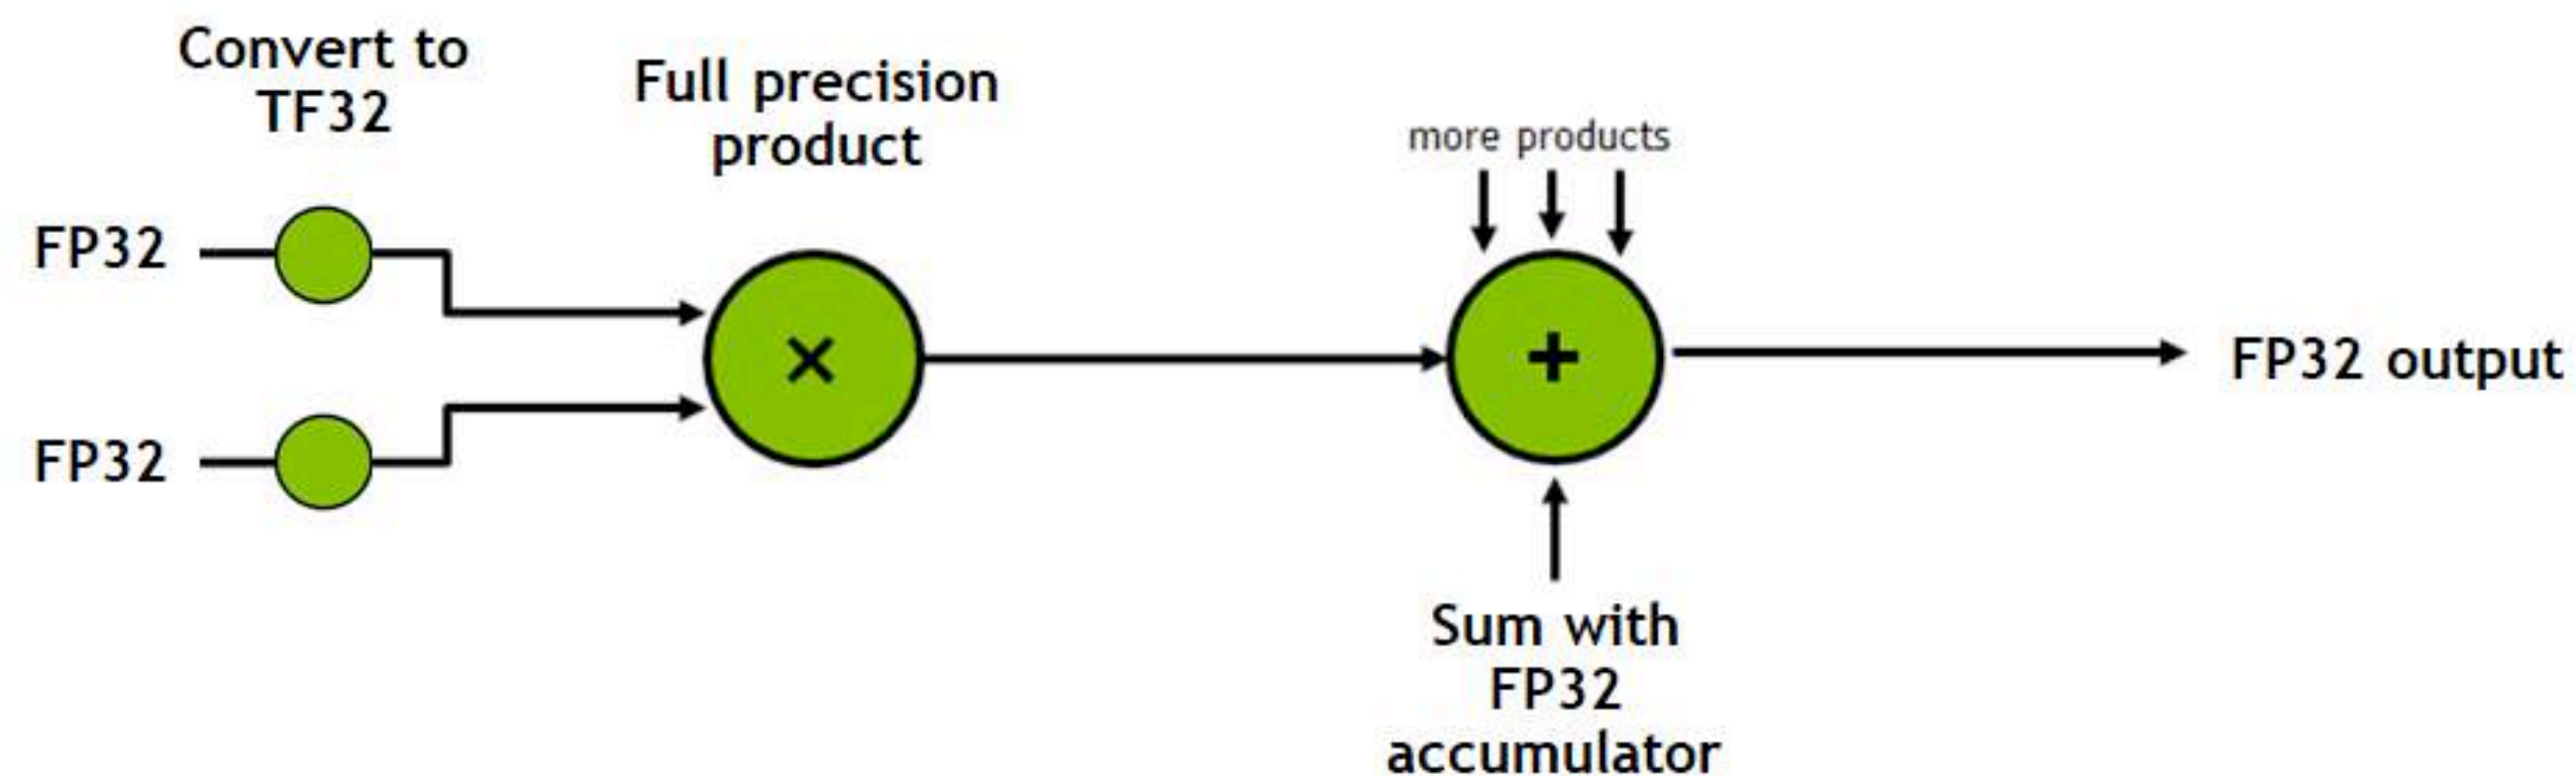 Convert to
TF32
Full precision
product
more products
FP32
×
+
FP32 output
FP32
Sum with
FP32
accumulator